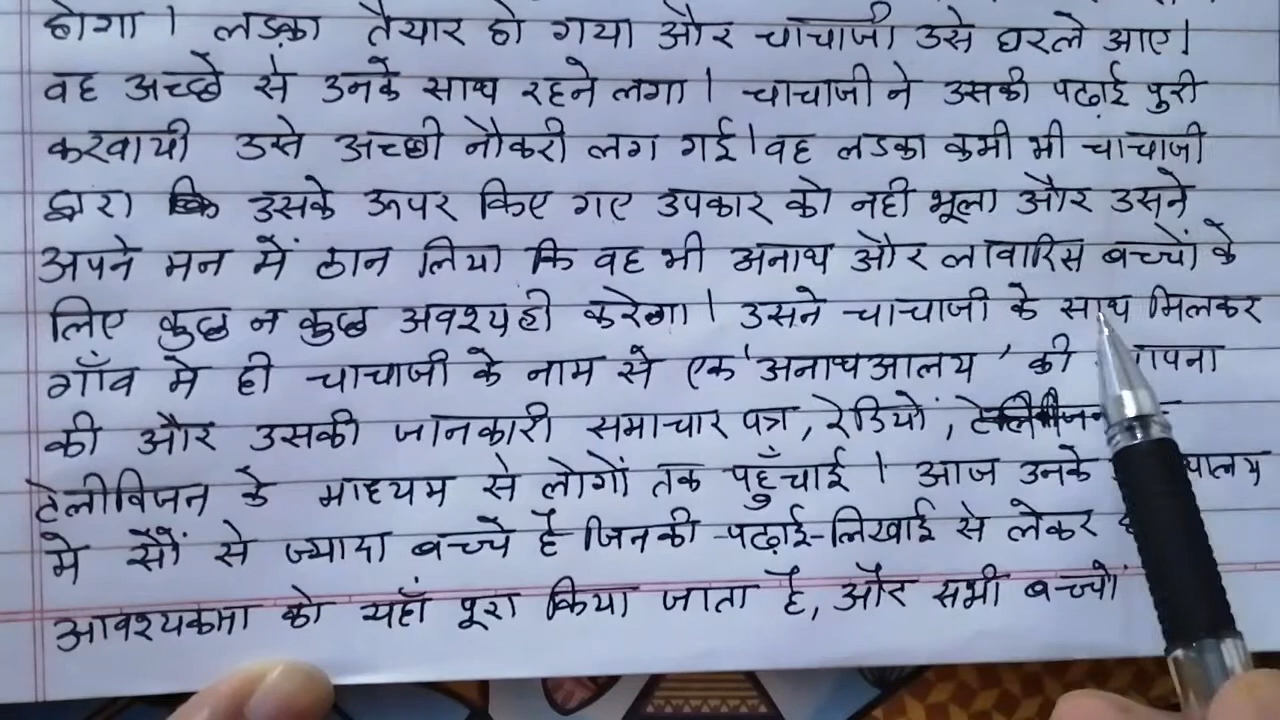 होगा । लड़का तैयार हो गया और चाचाजी उसे घरले आए।
वह अच्छे से उनके साथ रहने लगा । चाचाजी ने उसकी पढ़ाई पुरी
करवायी उसे अच्छी नौकरी लग गई। वह लडका कभी भी चाचाजी
द्वारा उसके ऊपर किए गए उपकार को नही भूला और उसने
अपने मन में ठान लिया कि वह भी अनाथ और लावारिस बच्चों के
लिए कुछ न कुछ अवश्यही करेगा । उसने चाचाजी के साथ मिलकर
गाँव मे ही चाचाजी के नाम से एक 'अनाथआलय ' की
की और उसकी जानकारी समाचार पत्र, रेडियों,
टेलीविजन के माध्यम से लोगों तक पहुँचाई । आज उनके
मे सौं से ज्यादा बच्चे है जिनकी पढ़ाई-लिखाई से लेकर
आवश्यकता को यहाँ पूरा किया जाता है, और सभी बच्चों